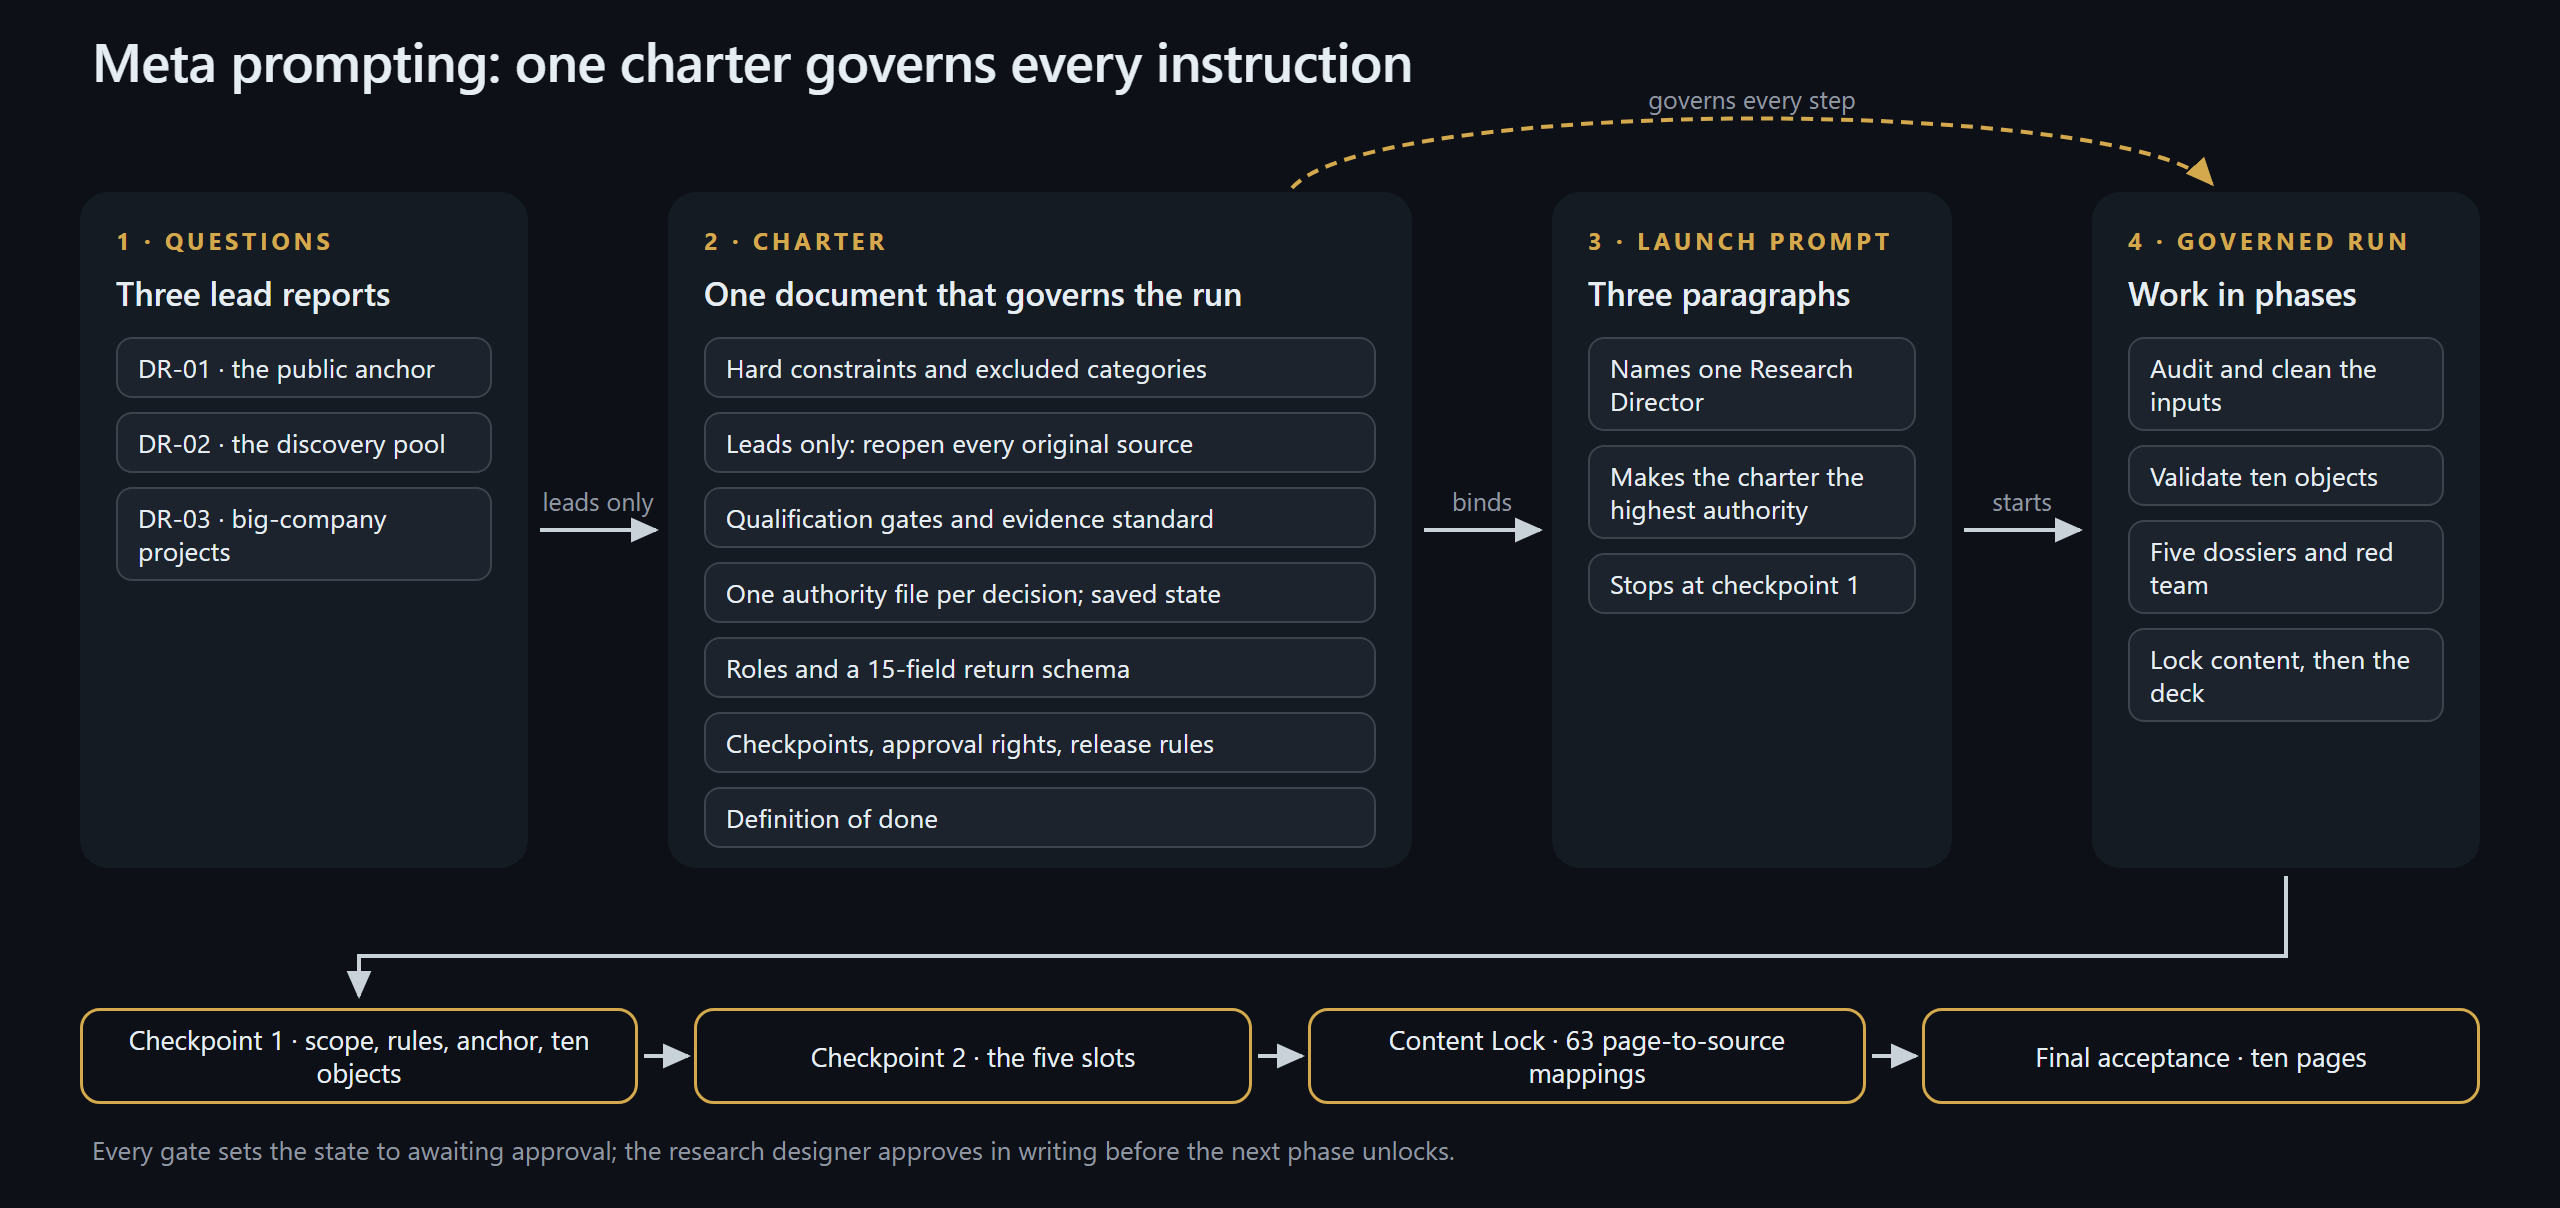 Meta prompting: one charter governs every instruction
governs every step
1 · QUESTIONS
Three lead reports
DR-01 · the public anchor
DR-02 · the discovery pool
DR-03 · big-company
projects
leads only
2 · CHARTER
One document that governs the run
Hard constraints and excluded categories
Leads only: reopen every original source
Qualification gates and evidence standard
One authority file per decision; saved state
Roles and a 15-field return schema
Checkpoints, approval rights, release rules
Definition of done
binds
3 · LAUNCH PROMPT
Three paragraphs
Names one Research
Director
Makes the charter the
highest authority
Stops at checkpoint 1
starts
4 · GOVERNED RUN
Work in phases
Audit and clean the
inputs
Validate ten objects
Five dossiers and red
team
Lock content, then the
deck
Checkpoint 1 · scope, rules, anchor, ten
objects
Checkpoint 2 · the five slots
Content Lock · 63 page-to-source
mappings
Final acceptance · ten pages
Every gate sets the state to awaiting approval; the research designer approves in writing before the next phase unlocks.